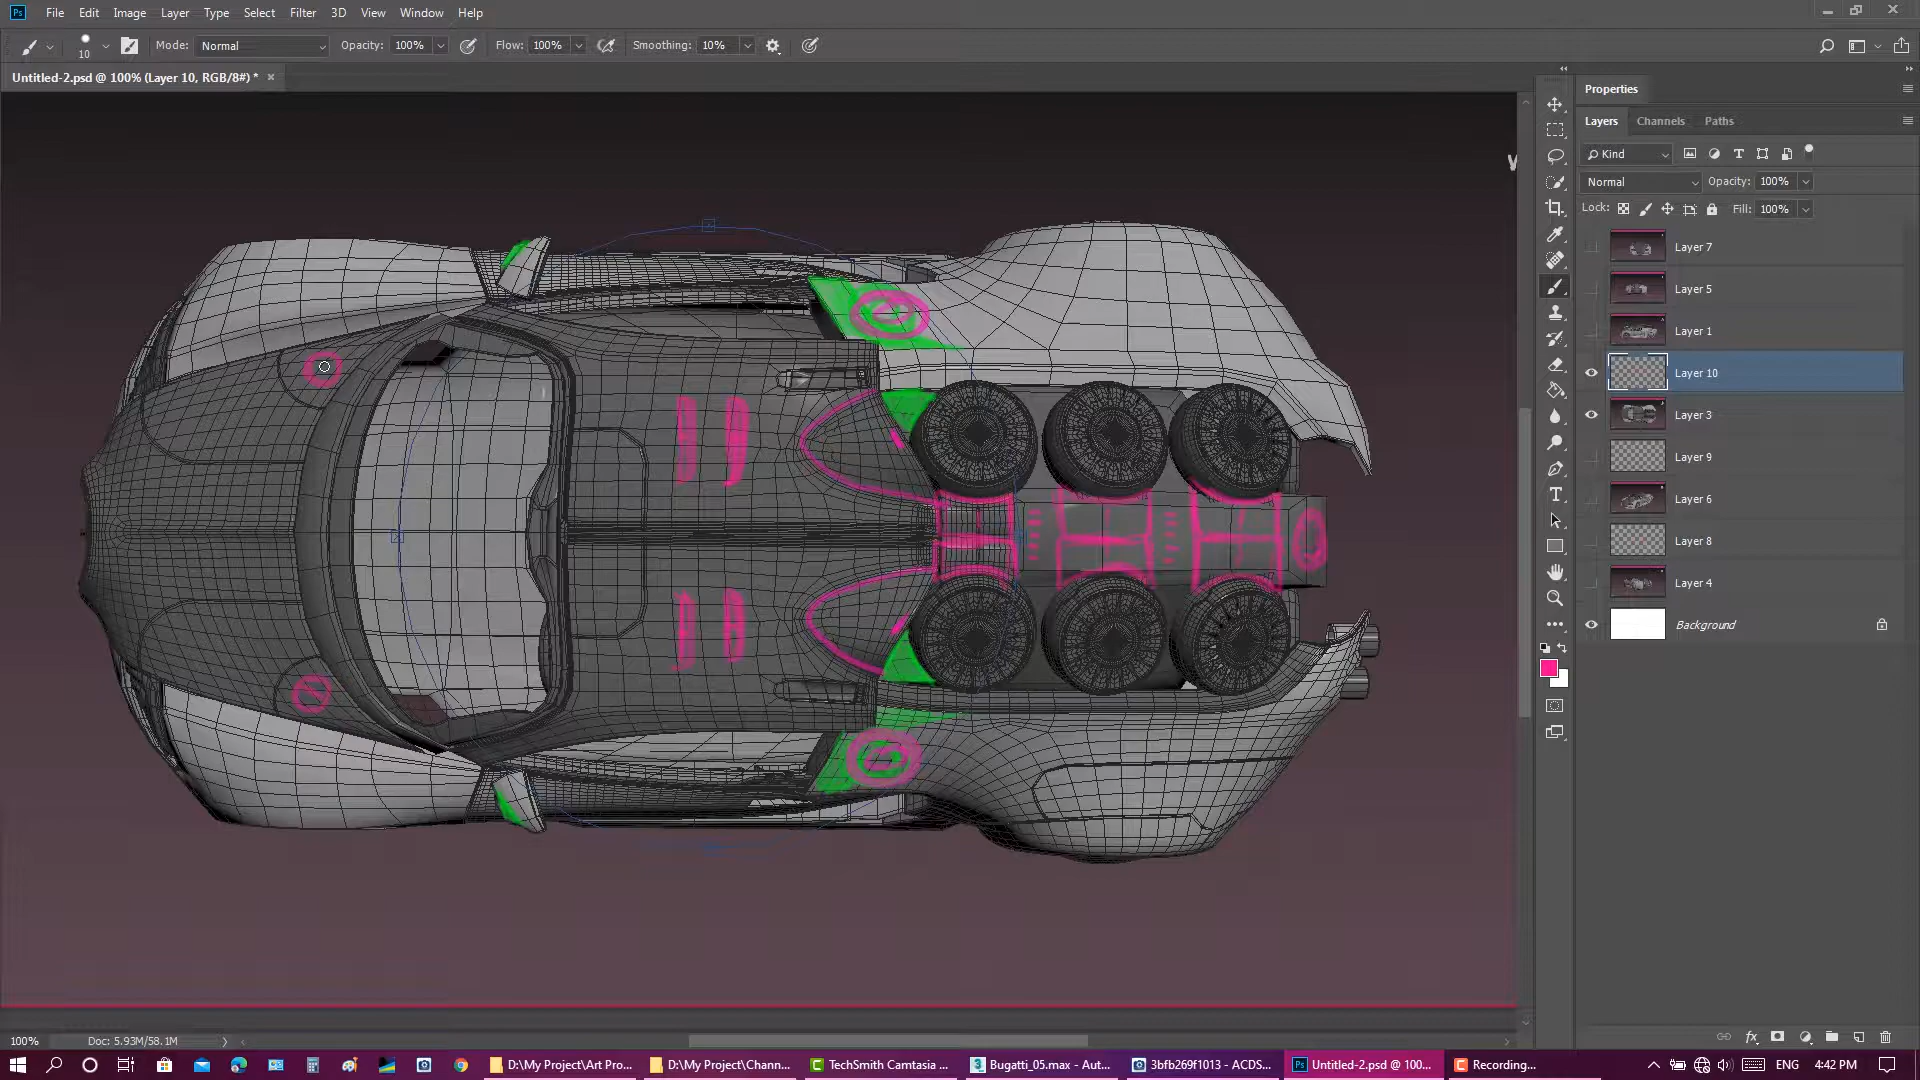 Ps File Edit Image Layer Type Select Filter 3D View Window Help
10 Mode: Normal Opacity: 100% Flow: 100% Smoothing: 10%
Untitled-2.psd @ 100% (Layer 10, RGB/8#) *
Properties
Layers Channels Paths
Kind
Normal Opacity: 100%
Lock: Fill: 100%
Layer 7
Layer 5
Layer 1
Layer 10
Layer 3
Layer 9
Layer 6
Layer 8
Layer 4
Background
100% Doc: 5.93M/58.1M
D:\My Project\Art Pro... D:\My Project\Chann... TechSmith Camtasia ... Bugatti_05.max - Aut... 3bfb269f1013 - ACDS... Untitled-2.psd @ 100... Recording... ENG 4:42 PM